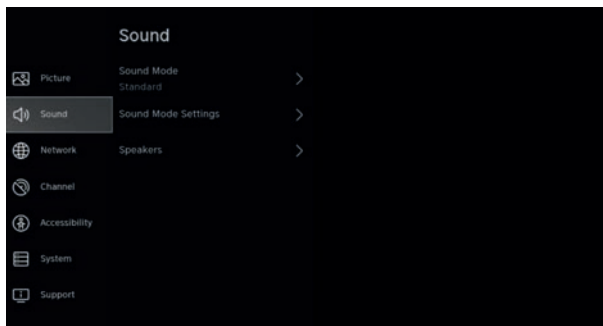 Sound
Picture
Sound
Network
Channel
Accessibility
System
Support
Sound Mode
Standard
Sound Mode Settings
Speakers